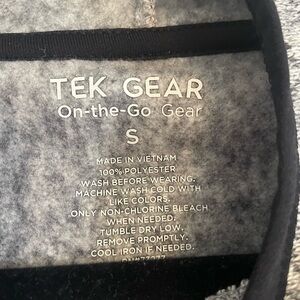 TEK GEAR
On-the-Go Gear
S
MADE IN VIETNAM
100% POLYESTER
WASH BEFORE WEARING.
MACHINE WASH COLD WITH
LIKE COLORS.
ONLY NON-CHLORINE BLEACH
WHEN NEEDED.
TUMBLE DRY LOW.
REMOVE PROMPTLY.
COOL IRON IF NEEDED.